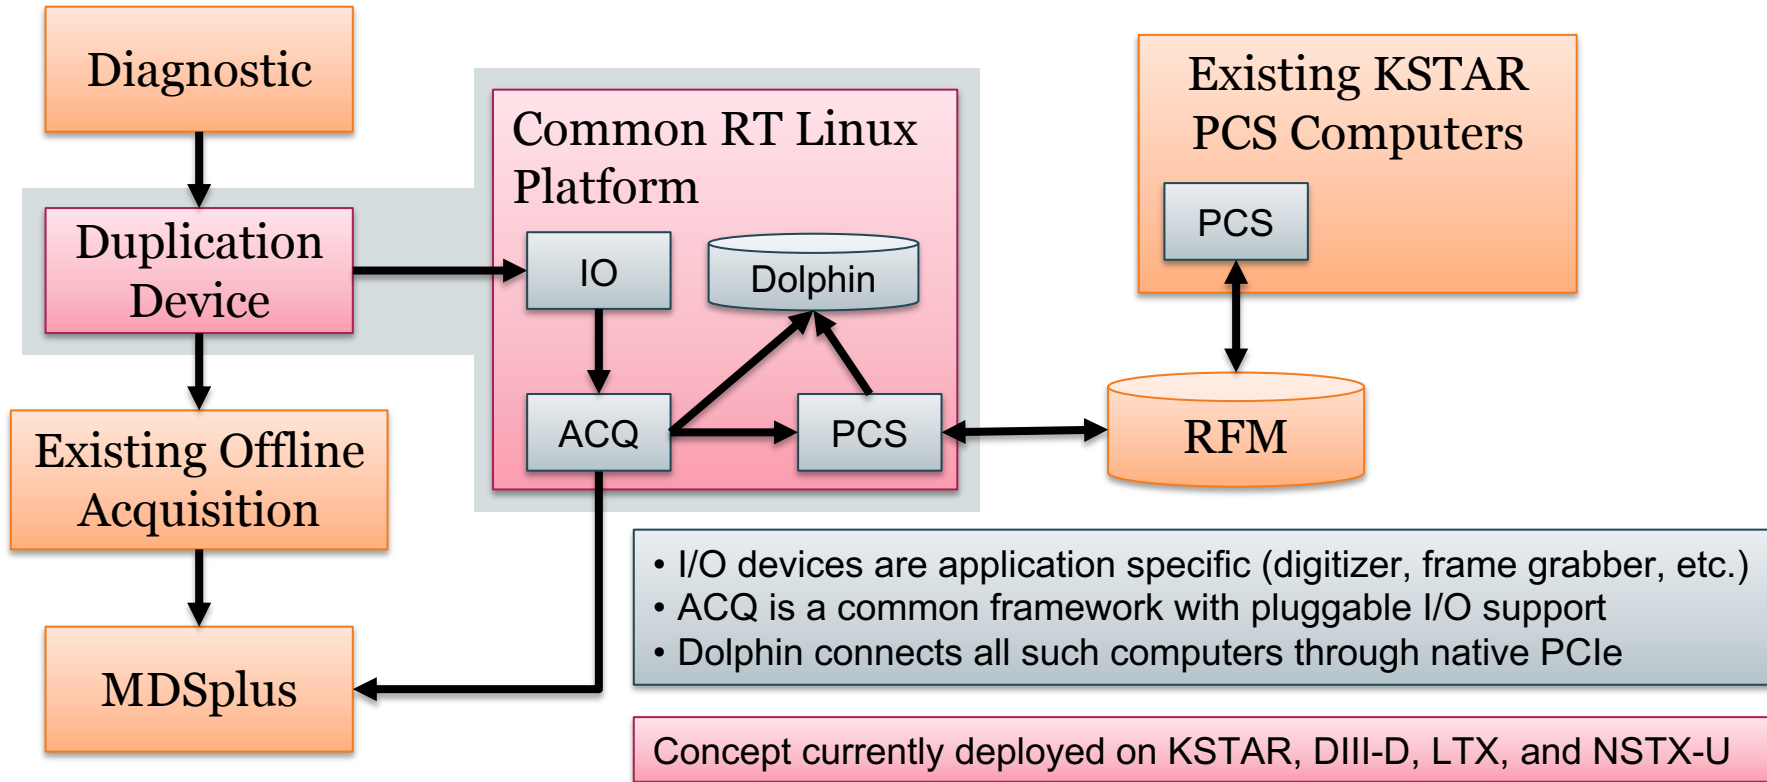 Diagnostic
Duplication
Device
Existing Offline
Acquisition
MDSplus
Common RT Linux
Platform
IO
Dolphin
ACQ
PCS
Existing KSTAR
PCS Computers
PCS
RFM
• I/O devices are application specific (digitizer, frame grabber, etc.)
• ACQ is a common framework with pluggable I/O support
• Dolphin connects all such computers through native PCIe
Concept currently deployed on KSTAR, DIII-D, LTX, and NSTX-U